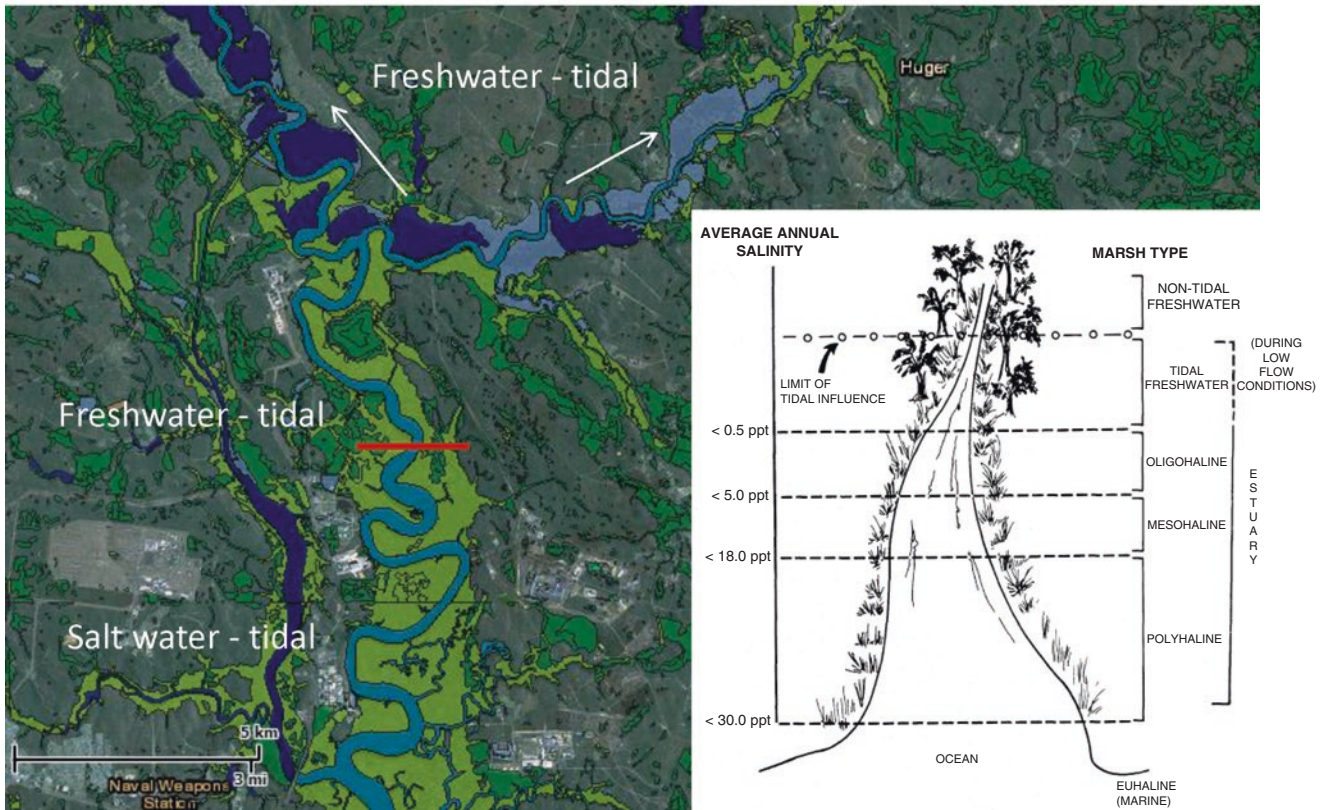 Freshwater - tidal
Huger
Freshwater - tidal
Salt water - tidal
5 km
3 mi
Naval Weapons
Station
AVERAGE ANNUAL
SALINITY
MARSH TYPE
NON-TIDAL
FRESHWATER
LIMIT OF
TIDAL INFLUENCE
TIDAL
FRESHWATER
(DURING
LOW
FLOW
CONDITIONS)
< 0.5 ppt
OLIGOHALINE
< 5.0 ppt
MESOHALINE
< 18.0 ppt
POLYHALINE
ESTUARY
< 30.0 ppt
OCEAN
EUHALINE
(MARINE)